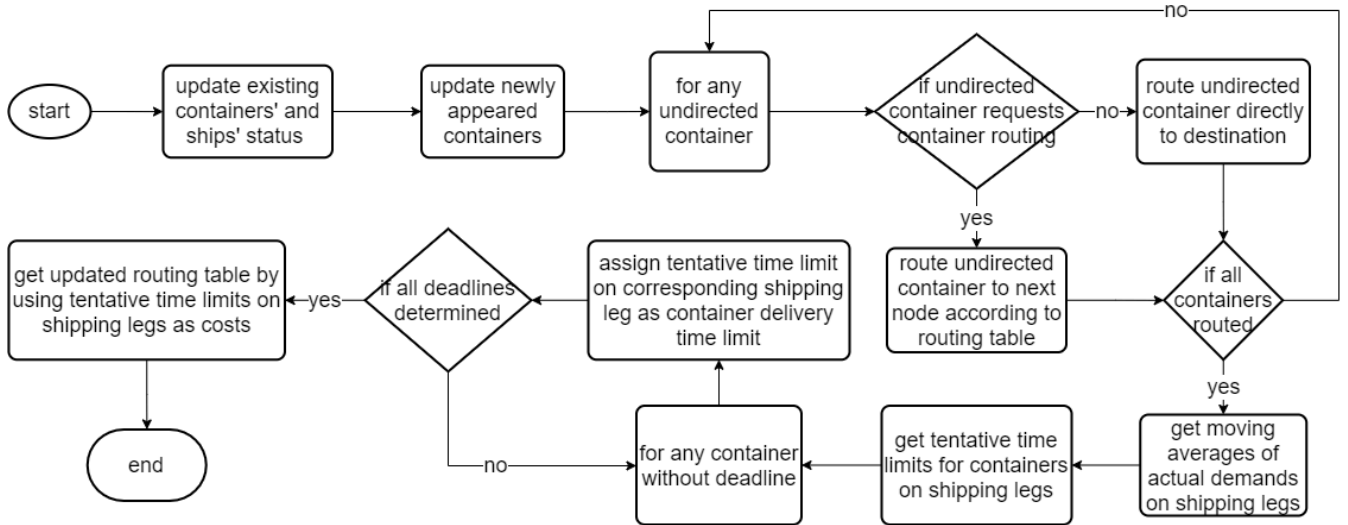 no
start
update existing
containers' and
ships' status
update newly
appeared
containers
for any
undirected
container
if undirected
container requests
container routing
no
route undirected
container directly
to destination
yes
route undirected
container to next
node according to
routing table
if all
containers
routed
yes
get moving
averages of
actual demands
on shipping legs
get tentative time
limits for containers
on shipping legs
for any container
without deadline
assign tentative time limit
on corresponding shipping
leg as container delivery
time limit
if all deadlines
determined
no
yes
get updated routing table by
using tentative time limits on
shipping legs as costs
end